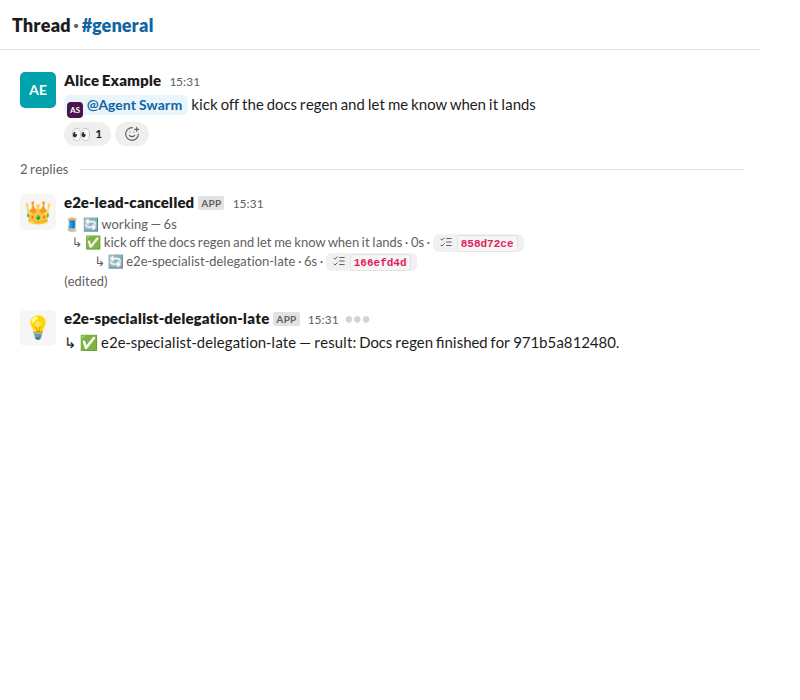 Thread • #general
AE
Alice Example 15:31
AS @Agent Swarm kick off the docs regen and let me know when it lands
👀 1
2 replies
e2e-lead-cancelled APP 15:31
🧵 🔄 working — 6s
↳ ✅ kick off the docs regen and let me know when it lands · 0s · 858d72ce
↳ 🔄 e2e-specialist-delegation-late · 6s · 166efd4d
(edited)
e2e-specialist-delegation-late APP 15:31
↳ ✅ e2e-specialist-delegation-late — result: Docs regen finished for 971b5a812480.